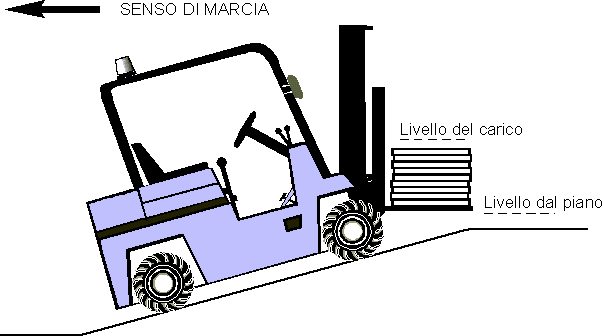 SENSO DI MARCIA
Livello del carico
Livello dal piano